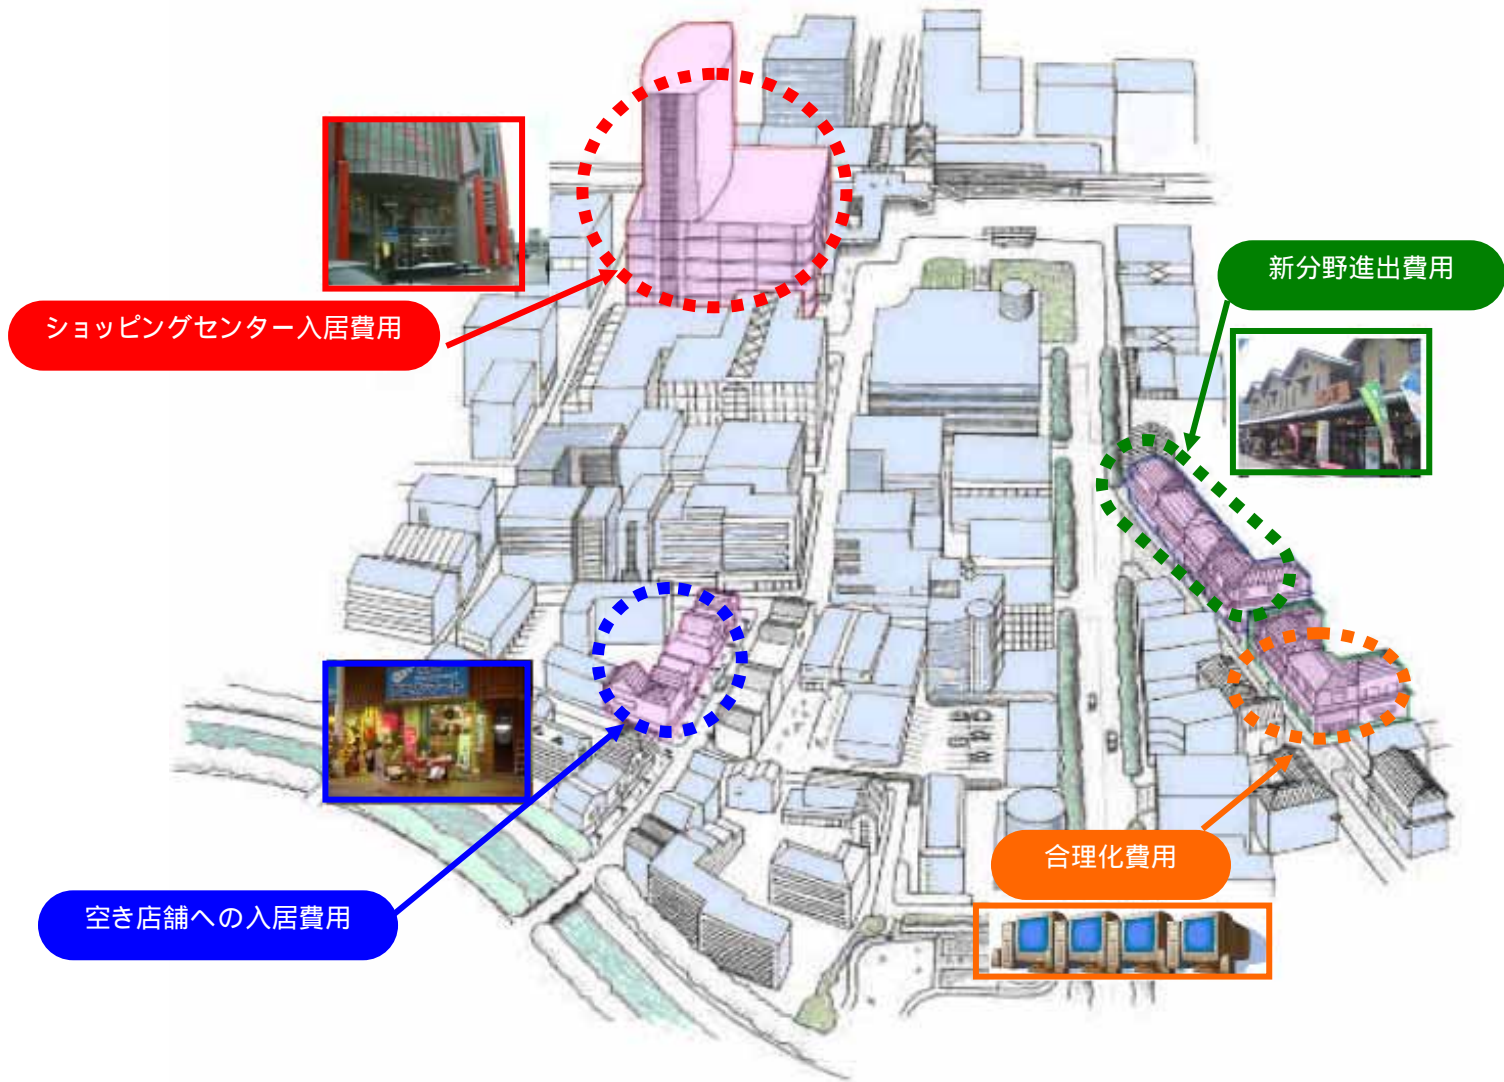 新分野進出費用
ショッピングセンター入居費用
合理化費用
空き店舗への入居費用